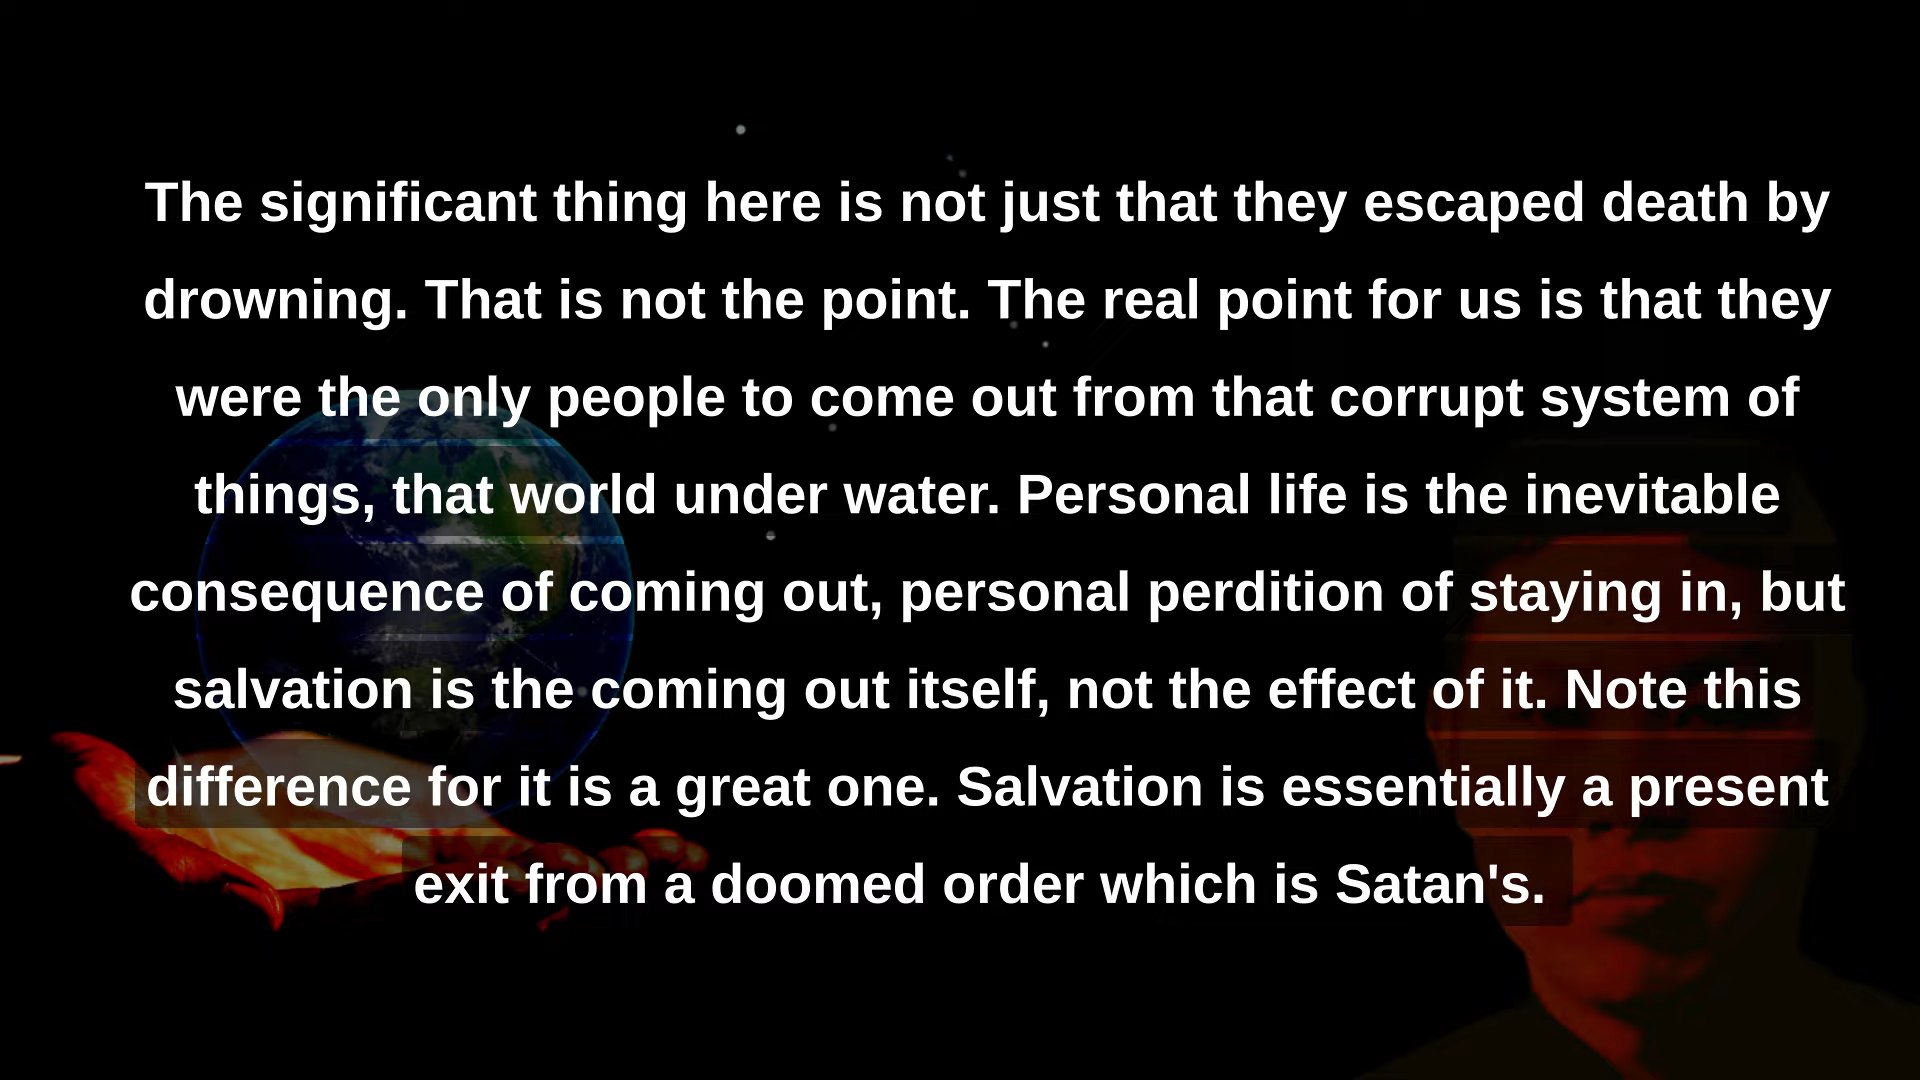 The significant thing here is not just that they escaped death by
drowning. That is not the point. The real point for us is that they
were the only people to come out from that corrupt system of
things, that world under water. Personal life is the inevitable
consequence of coming out, personal perdition of staying in, but
salvation is the coming out itself, not the effect of it. Note this
difference for it is a great one. Salvation is essentially a present
exit from a doomed order which is Satan's.